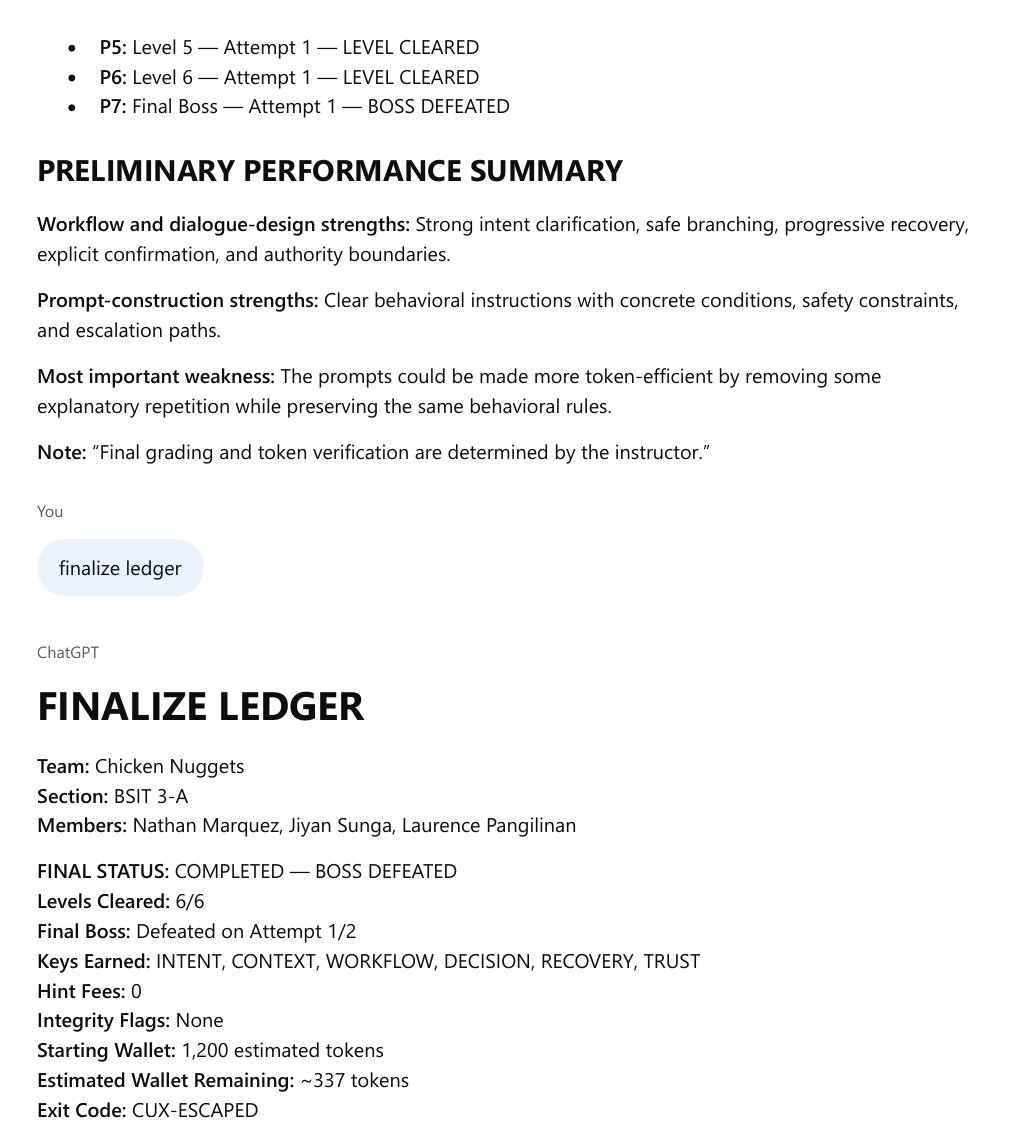 • P5: Level 5 — Attempt 1 — LEVEL CLEARED
• P6: Level 6 — Attempt 1 — LEVEL CLEARED
• P7: Final Boss — Attempt 1 — BOSS DEFEATED
PRELIMINARY PERFORMANCE SUMMARY
Workflow and dialogue-design strengths: Strong intent clarification, safe branching, progressive recovery,
explicit confirmation, and authority boundaries.
Prompt-construction strengths: Clear behavioral instructions with concrete conditions, safety constraints,
and escalation paths.
Most important weakness: The prompts could be made more token-efficient by removing some
explanatory repetition while preserving the same behavioral rules.
Note: “Final grading and token verification are determined by the instructor.”
You
finalize ledger
ChatGPT
FINALIZE LEDGER
Team: Chicken Nuggets
Section: BSIT 3-A
Members: Nathan Marquez, Jiyan Sunga, Laurence Pangilinan
FINAL STATUS: COMPLETED — BOSS DEFEATED
Levels Cleared: 6/6
Final Boss: Defeated on Attempt 1/2
Keys Earned: INTENT, CONTEXT, WORKFLOW, DECISION, RECOVERY, TRUST
Hint Fees: 0
Integrity Flags: None
Starting Wallet: 1,200 estimated tokens
Estimated Wallet Remaining: ~337 tokens
Exit Code: CUX-ESCAPED